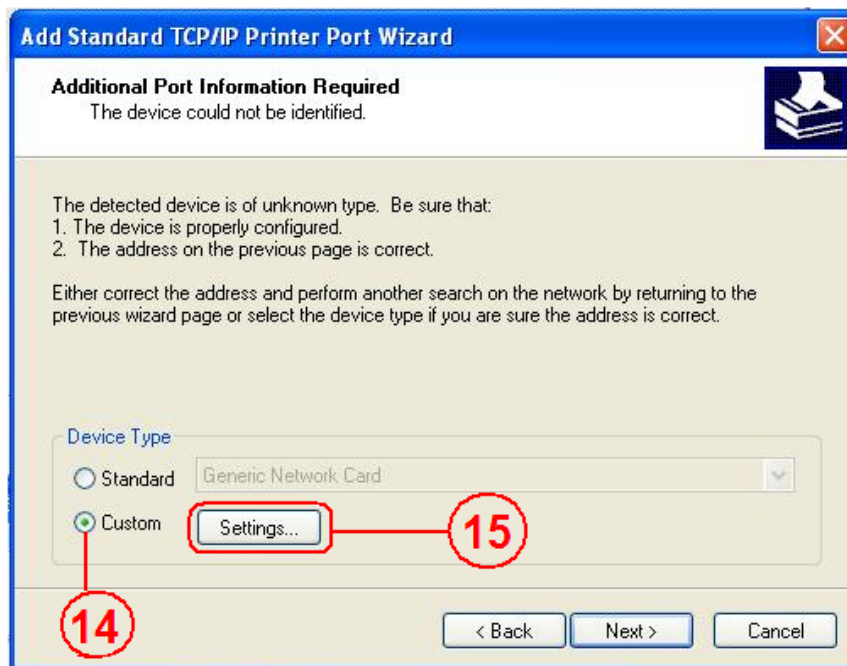 Add Standard TCP/IP Printer Port Wizard
Additional Port Information Required
The device could not be identified.
The detected device is of unknown type. Be sure that:
1. The device is properly configured.
2. The address on the previous page is correct.
Either correct the address and perform another search on the network by returning to the
previous wizard page or select the device type if you are sure the address is correct.
Device Type
Standard Generic Network Card
Custom Settings... 15
14
< Back Next > Cancel